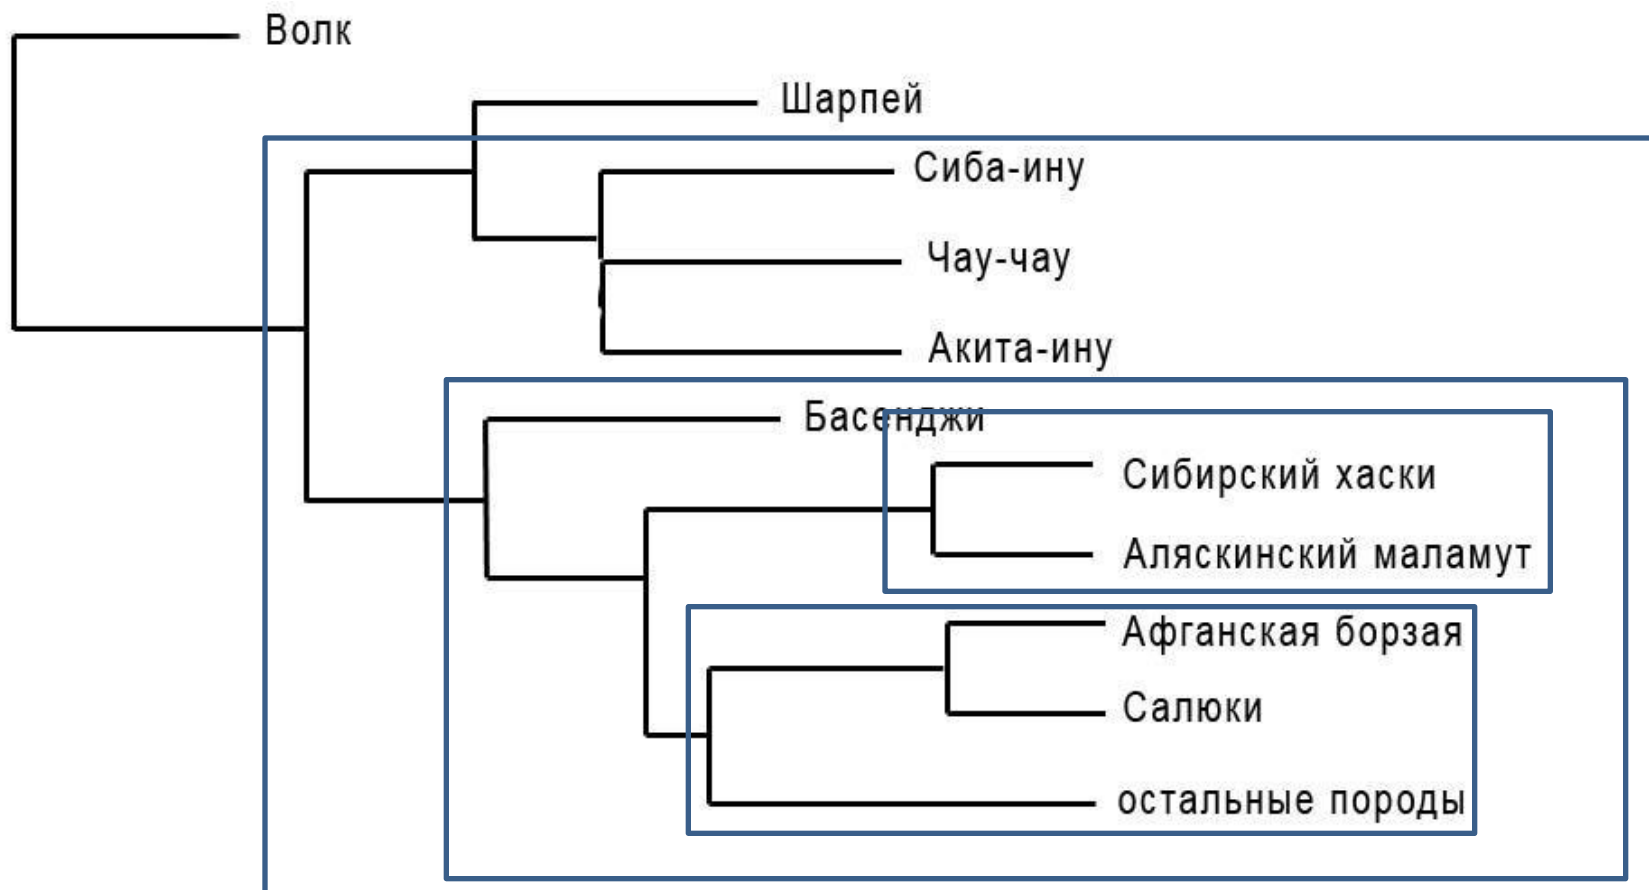 Волк
Шарпей
Сиба-ину
Чау-чау
Акита-ину
Басенджи
Сибирский хаски
Аляскинский маламут
Афганская борзая
Салюки
остальные породы